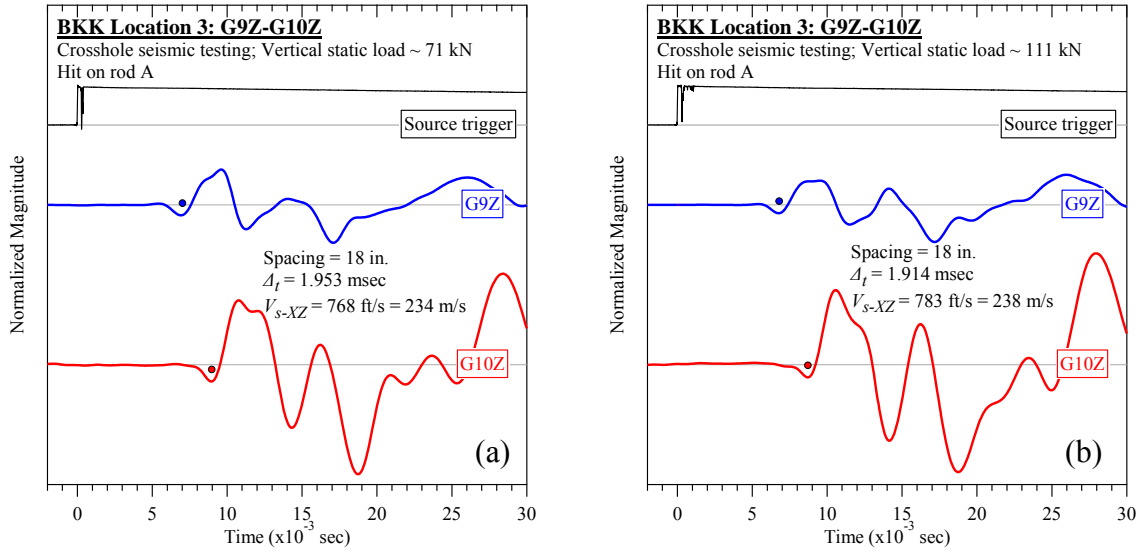 BKK Location 3: G9Z-G10Z
Crosshole seismic testing; Vertical static load ~ 71 kN
Hit on rod A
Source trigger
G9Z
Spacing = 18 in.
Δt = 1.953 msec
Vs-XZ = 768 ft/s = 234 m/s
G10Z
(a)
Normalized Magnitude
0 5 10 15 20 25 30
Time (x10-3 sec)
BKK Location 3: G9Z-G10Z
Crosshole seismic testing; Vertical static load ~ 111 kN
Hit on rod A
Source trigger
G9Z
Spacing = 18 in.
Δt = 1.914 msec
Vs-XZ = 783 ft/s = 238 m/s
G10Z
(b)
Normalized Magnitude
0 5 10 15 20 25 30
Time (x10-3 sec)